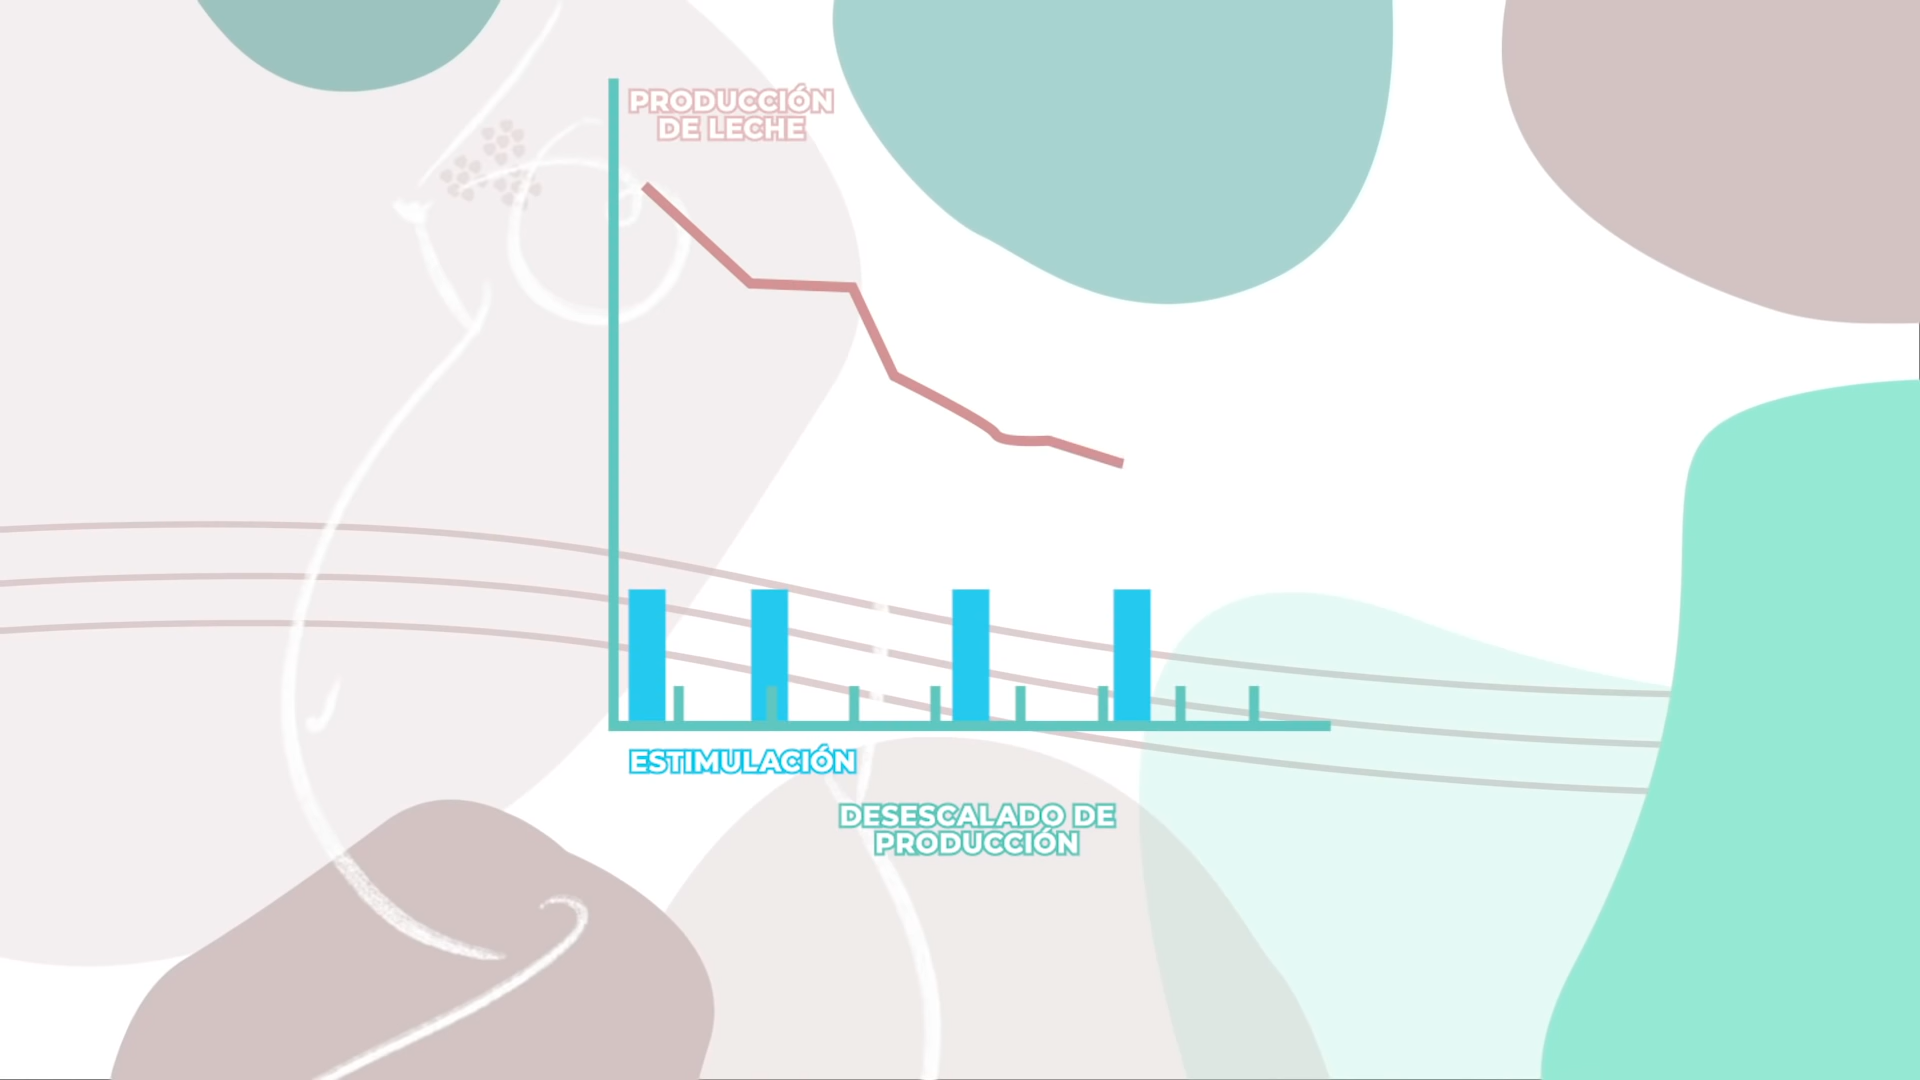 PRODUCCIÓN
DE LECHE
ESTIMULACIÓN
DESESCALADO DE
PRODUCCIÓN